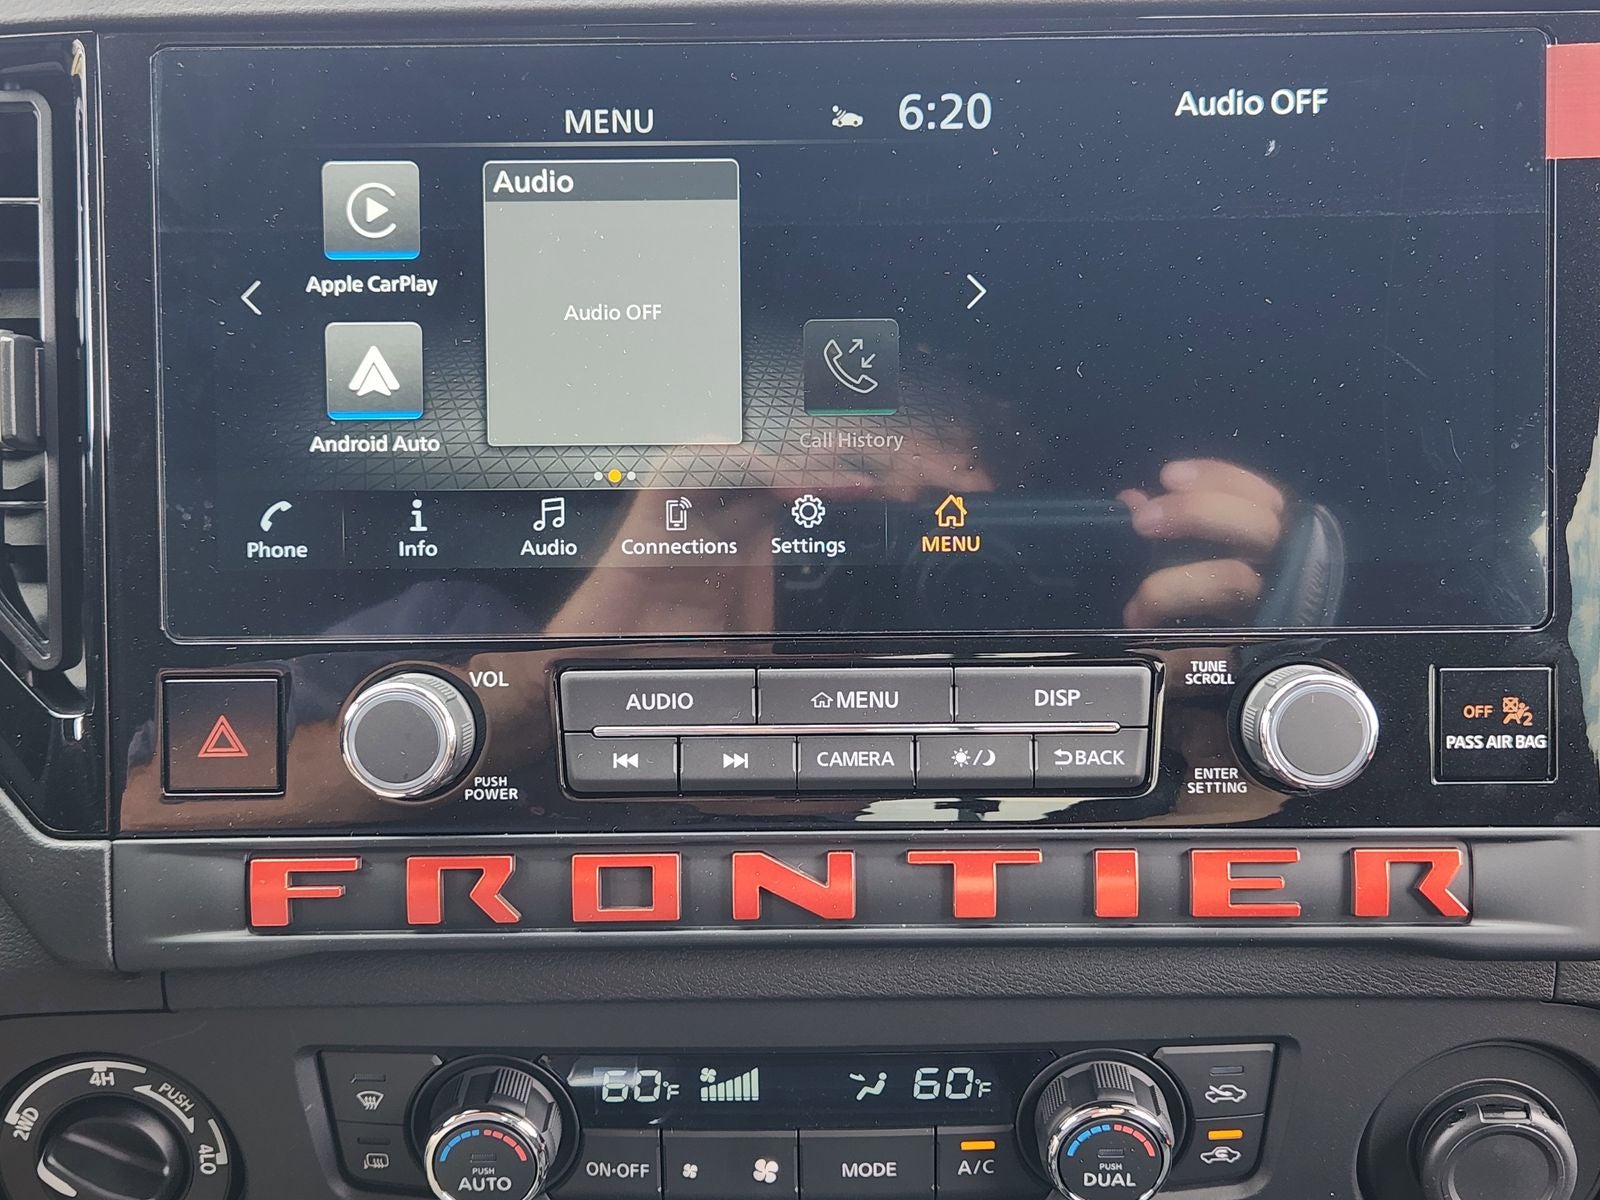 MENU
6:20
Audio OFF
Apple CarPlay
Audio
Audio OFF
Android Auto
Call History
Phone
Info
Audio
Connections
Settings
MENU
VOL
PUSH
POWER
AUDIO
MENU
DISP
CAMERA
BACK
TUNE
SCROLL
ENTER
SETTING
OFF 2
PASS AIR BAG
FRONTIER
2WD
4H
PUSH
4LO
60°F
60°F
PUSH
AUTO
ON·OFF
MODE
A/C
PUSH
DUAL